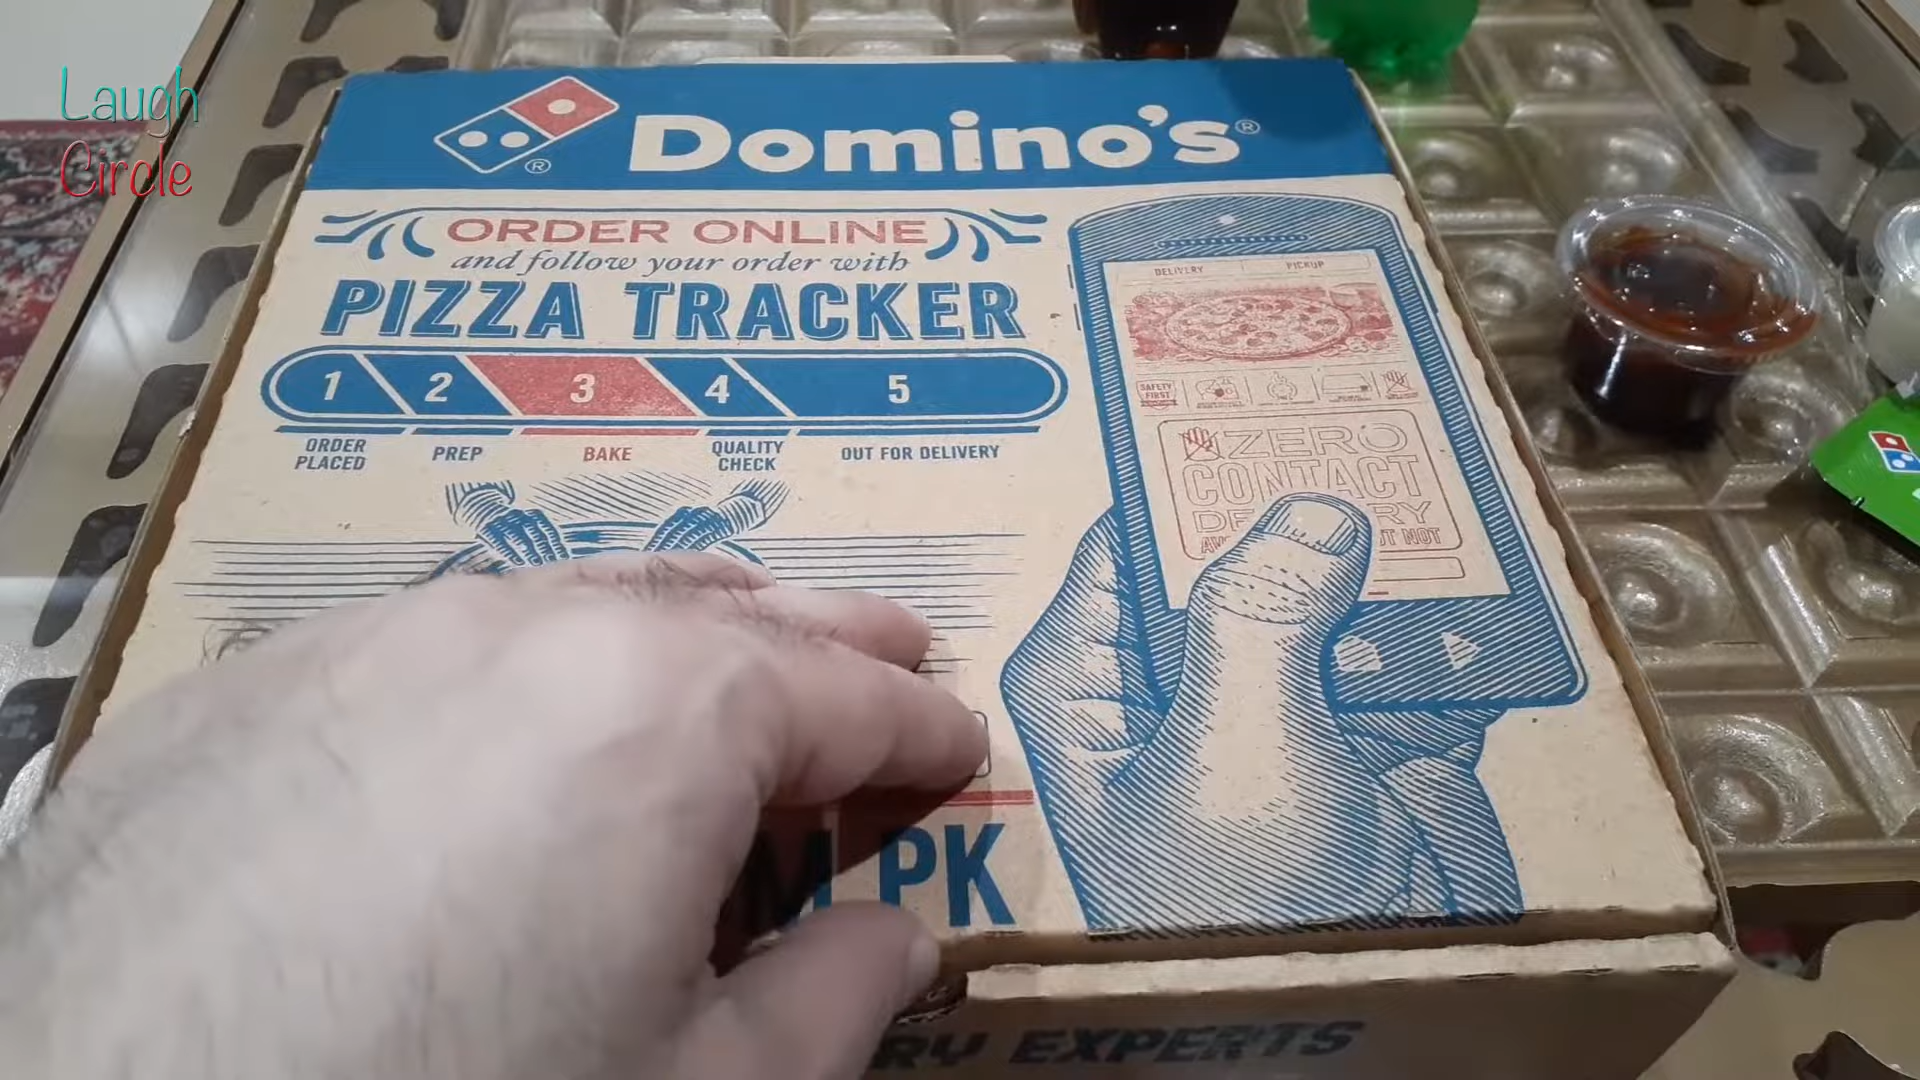 Laugh
Circle
Domino's®
®
ORDER ONLINE
and follow your order with
PIZZA TRACKER
1 2 3 4 5
ORDER PLACED
PREP
BAKE
QUALITY CHECK
OUT FOR DELIVERY
DELIVERY PICKUP
SAFETY
FIRST
ZERO
CONTACT
PK
EXPERTS